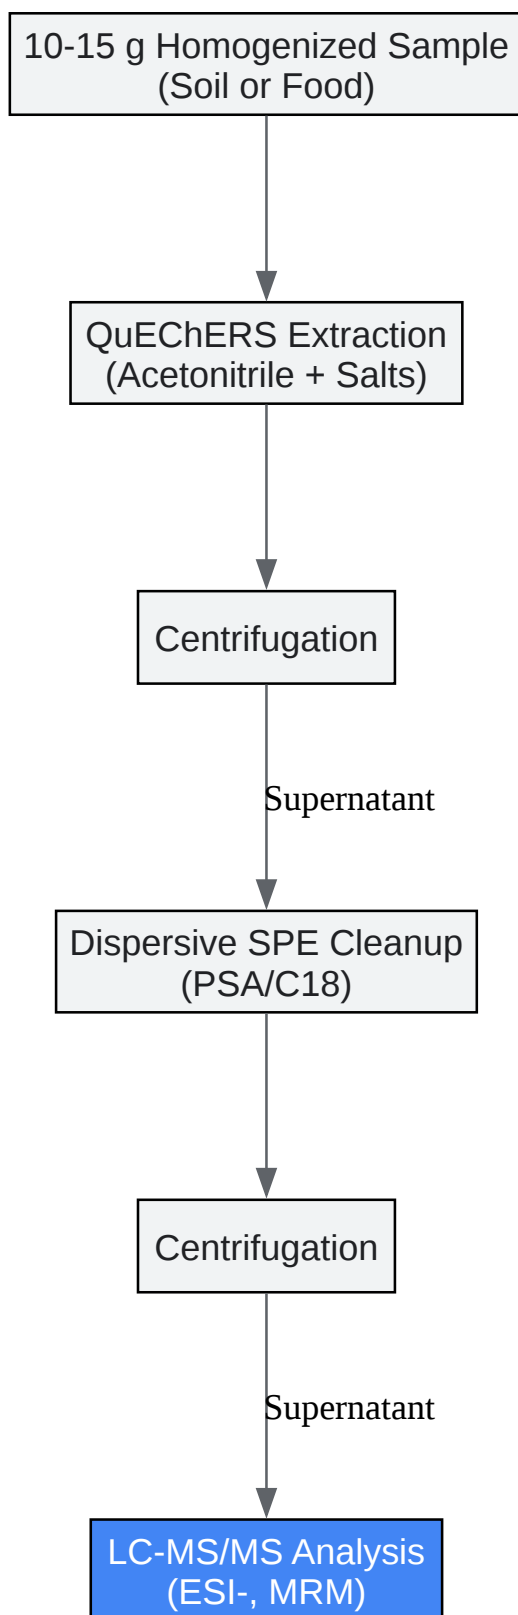 10-15 g Homogenized Sample
(Soil or Food)
QuEChERS Extraction
(Acetonitrile + Salts)
Centrifugation
Supernatant
Dispersive SPE Cleanup
(PSA/C18)
Centrifugation
Supernatant
LC-MS/MS Analysis
(ESI-, MRM)